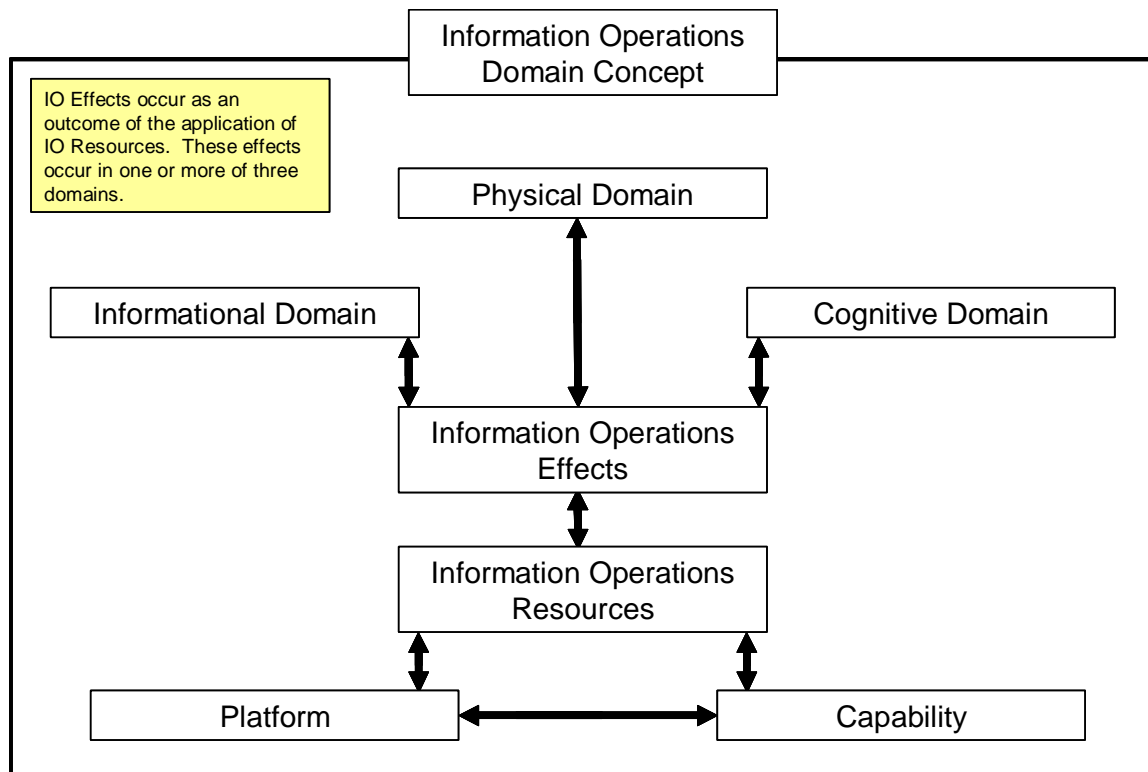 Information Operations
Domain Concept
IO Effects occur as an
outcome of the application of
IO Resources. These effects
occur in one or more of three
domains.
Physical Domain
Informational Domain
Cognitive Domain
Information Operations
Effects
Information Operations
Resources
Platform
Capability